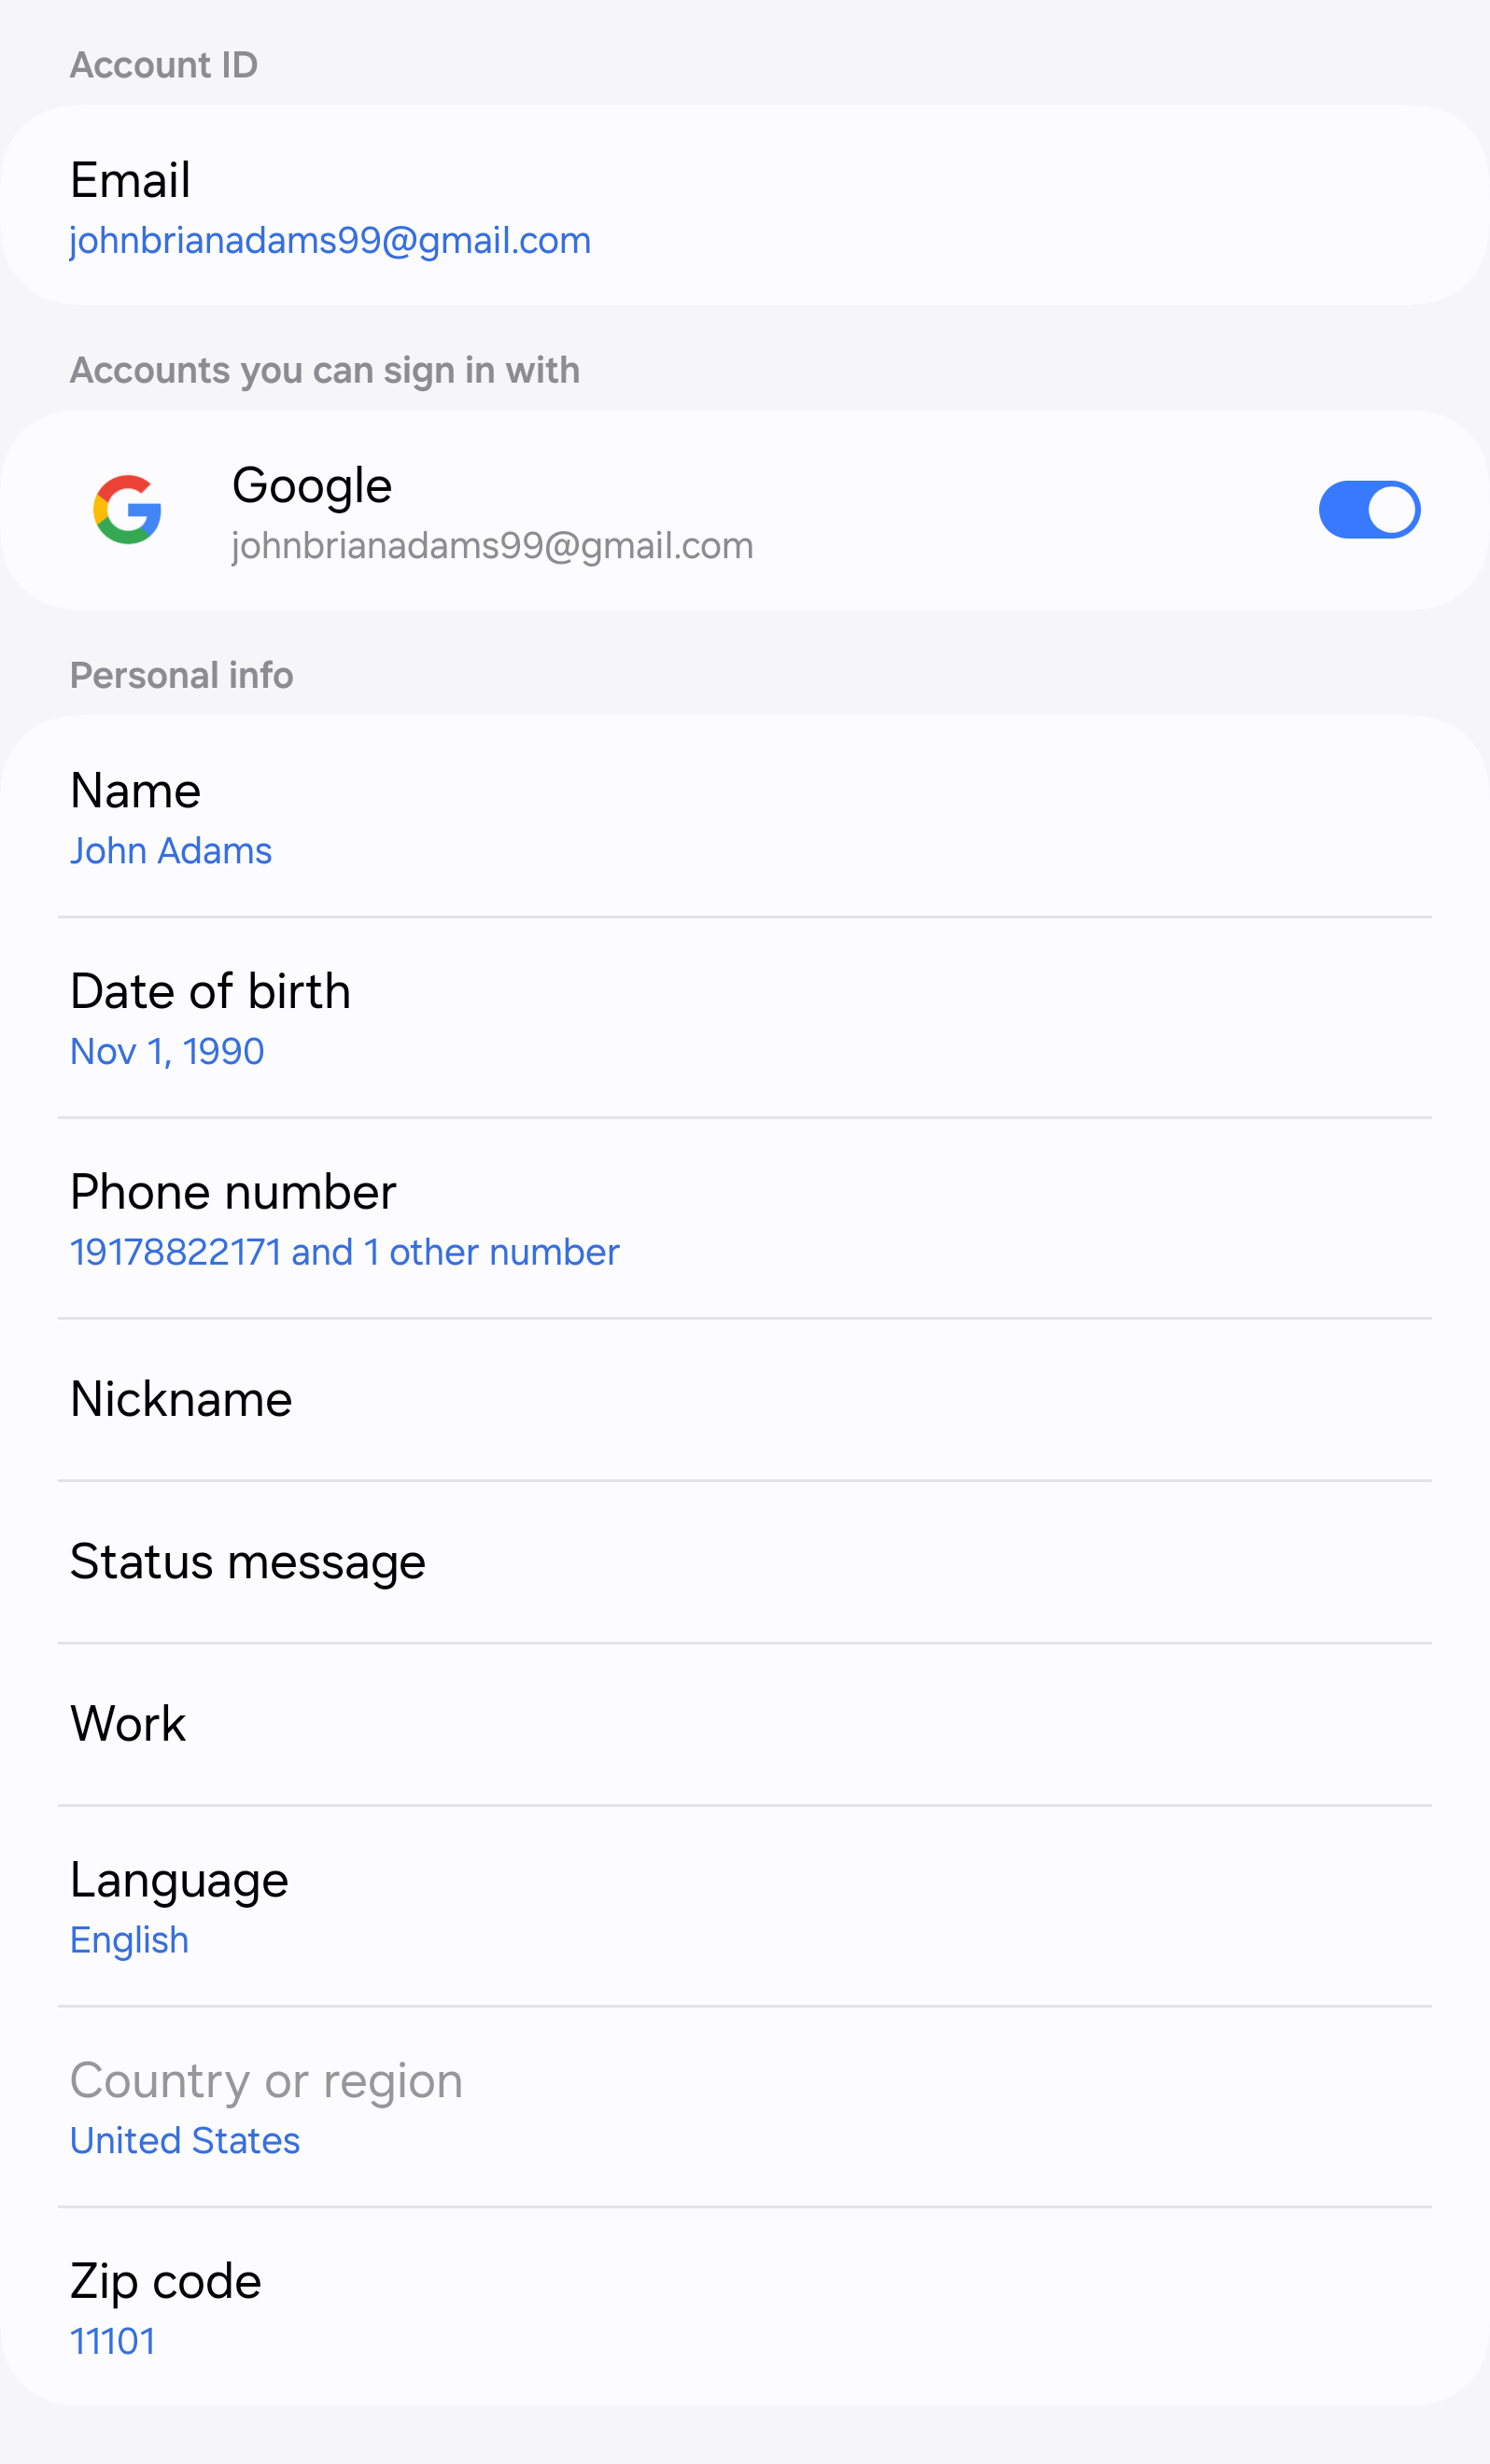 Account ID
Email
johnbrianadams99@gmail.com
Accounts you can sign in with
Google
johnbrianadams99@gmail.com
Personal info
Name
John Adams
Date of birth
Nov 1, 1990
Phone number
19178822171 and 1 other number
Nickname
Status message
Work
Language
English
Country or region
United States
Zip code
11101